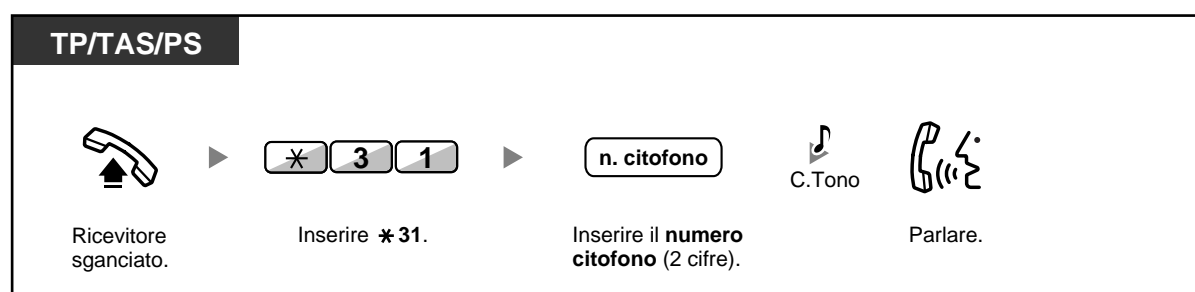 TP/TAS/PS
✳ 3 1
n. citofono
C.Tono
Ricevitore
sganciato.
Inserire ✳31.
Inserire il numero
citofono (2 cifre).
Parlare.